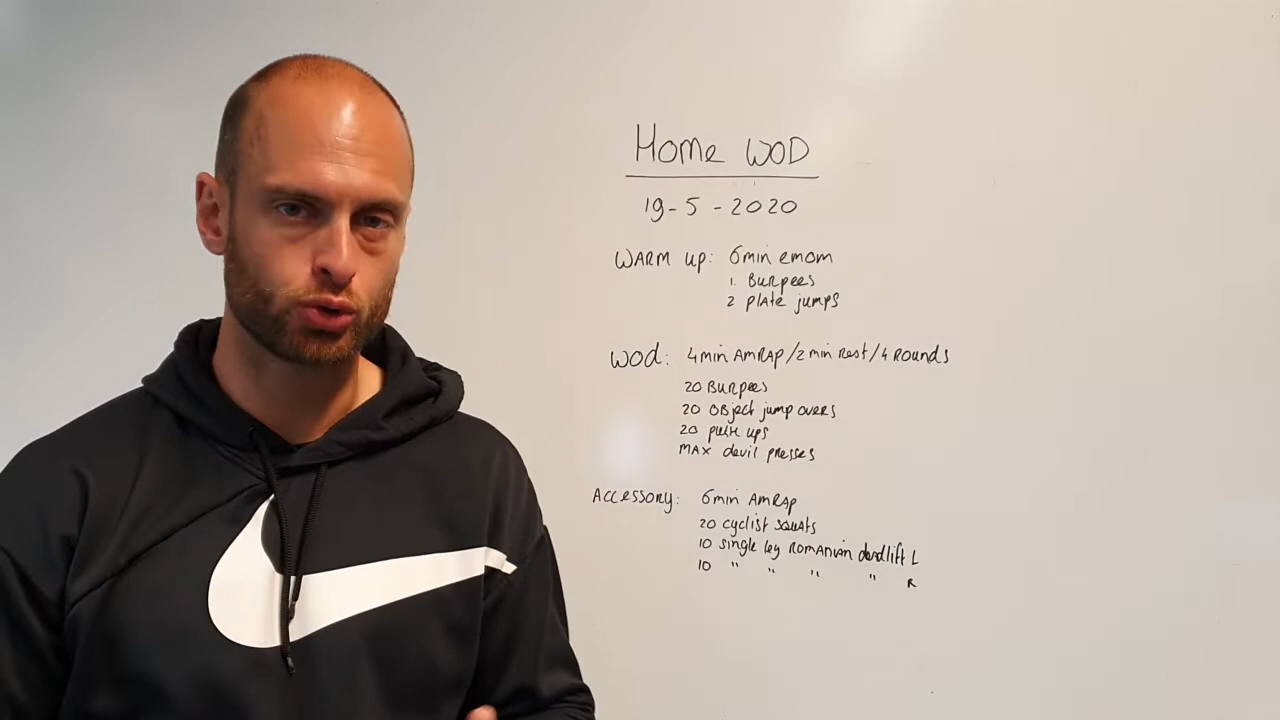 Home WOD
19-5-2020
WARM up: 6min emom
1. Burpees
2 plate jumps
WOD: 4min AMRAP/2min Rest/4 Rounds
20 Burpees
20 object jump overs
20 push ups
MAX devil presses
Accessory: 6min AMRAP
20 cyclist squats
10 single leg Romanian deadlift L
10 " " " " R